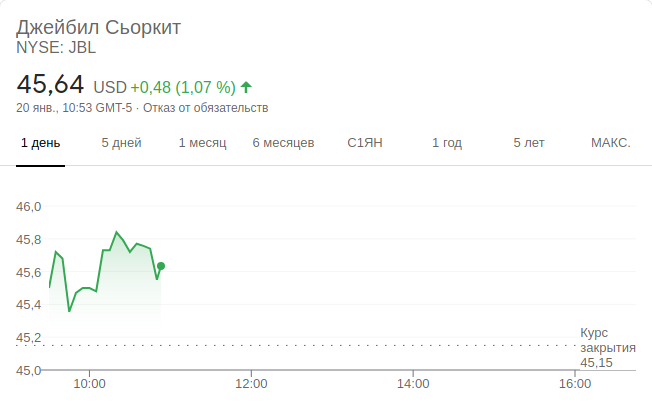 Джейбил Сьоркит
NYSE: JBL
45,64 USD +0,48 (1,07 %)
20 янв., 10:53 GMT-5 · Отказ от обязательств
1 день 5 дней 1 месяц 6 месяцев С1ЯН 1 год 5 лет МАКС.
46,0
45,8
45,6
45,4
45,2
Курс
закрытия
45,15
45,0
10:00 12:00 14:00 16:00